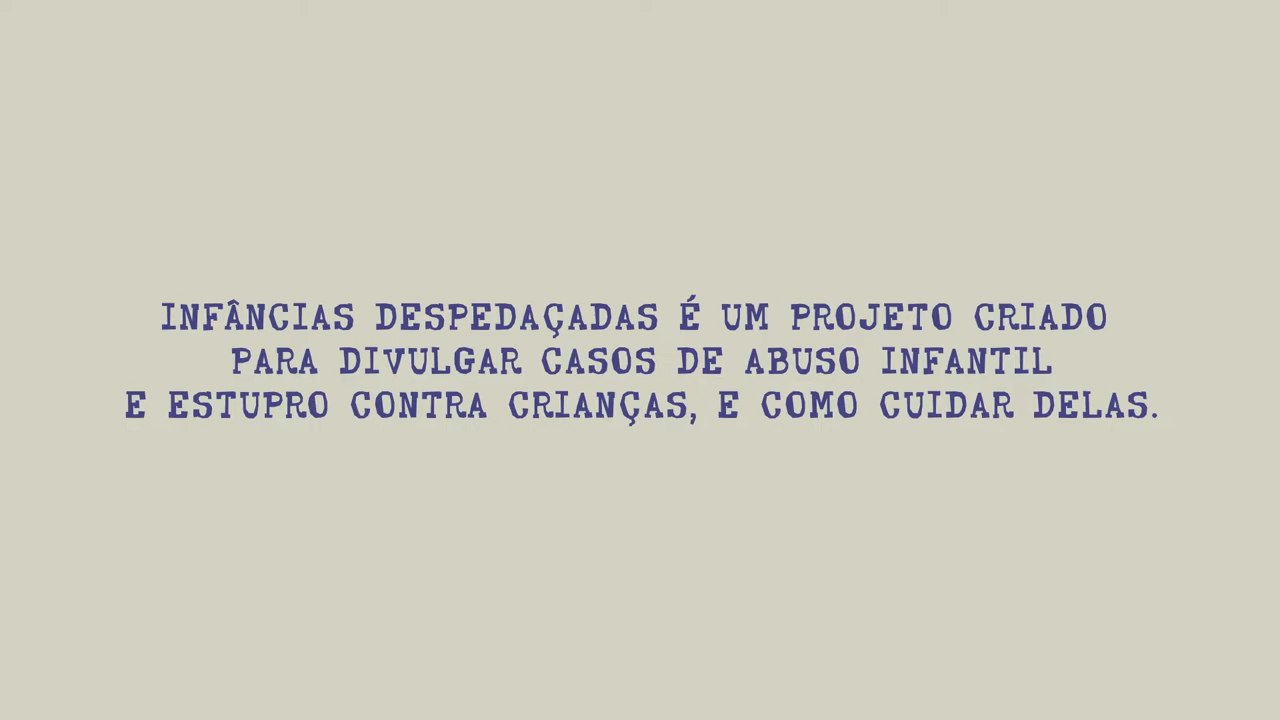 INFÂNCIAS DESPEDAÇADAS É UM PROJETO CRIADO
PARA DIVULGAR CASOS DE ABUSO INFANTIL
E ESTUPRO CONTRA CRIANÇAS, E COMO CUIDAR DELAS.